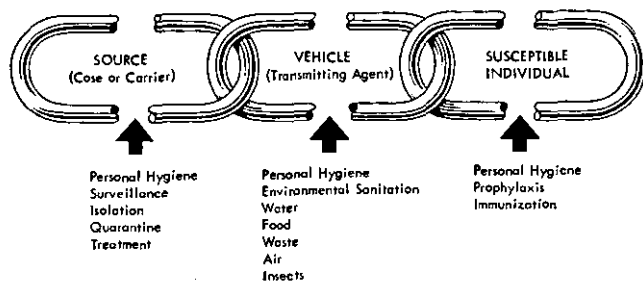 SOURCE
(Case or Carrier)
VEHICLE
(Transmitting Agent)
SUSCEPTIBLE
INDIVIDUAL
Personal Hygiene
Surveillance
Isolation
Quarantine
Treatment
Personal Hygiene
Environmental Sanitation
Water
Food
Waste
Air
Insects
Personal Hygiene
Prophylaxis
Immunization